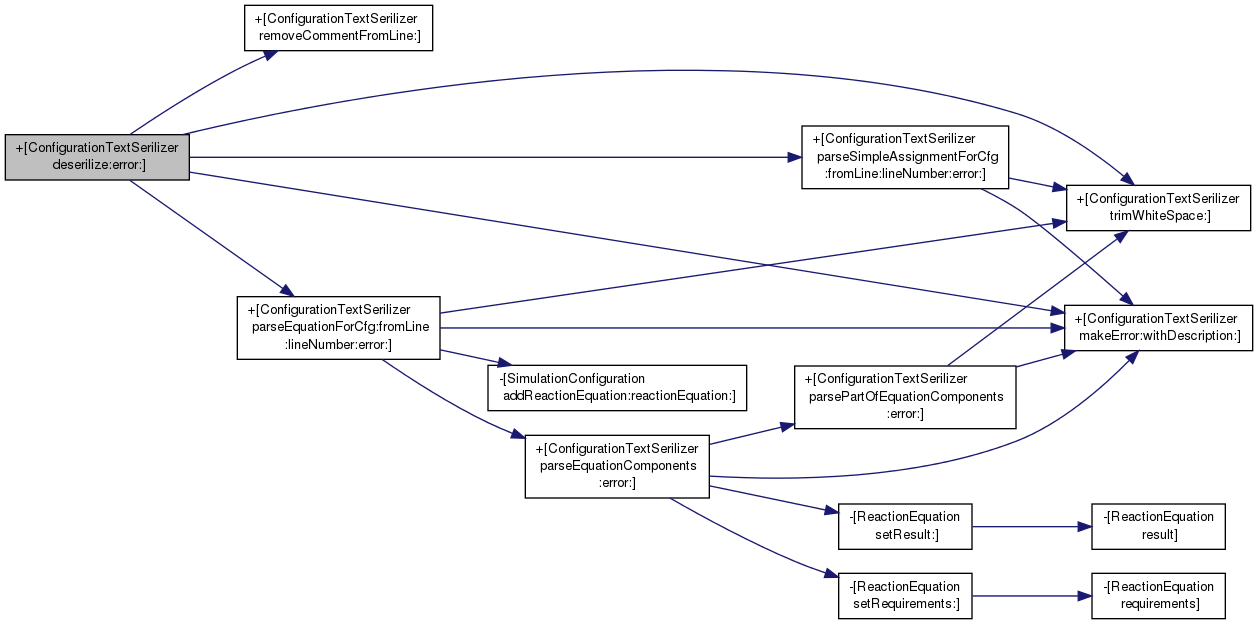 +[ConfigurationTextSerilizer
removeCommentFromLine:]
+[ConfigurationTextSerilizer
deserilize:error:]
+[ConfigurationTextSerilizer
parseSimpleAssignmentForCfg
:fromLine:lineNumber:error:]
+[ConfigurationTextSerilizer
trimWhiteSpace:]
+[ConfigurationTextSerilizer
parseEquationForCfg:fromLine
:lineNumber:error:]
+[ConfigurationTextSerilizer
makeError:withDescription:]
-[SimulationConfiguration
addReactionEquation:reactionEquation:]
+[ConfigurationTextSerilizer
parsePartOfEquationComponents
:error:]
+[ConfigurationTextSerilizer
parseEquationComponents
:error:]
-[ReactionEquation
setResult:]
-[ReactionEquation
result]
-[ReactionEquation
setRequirements:]
-[ReactionEquation
requirements]